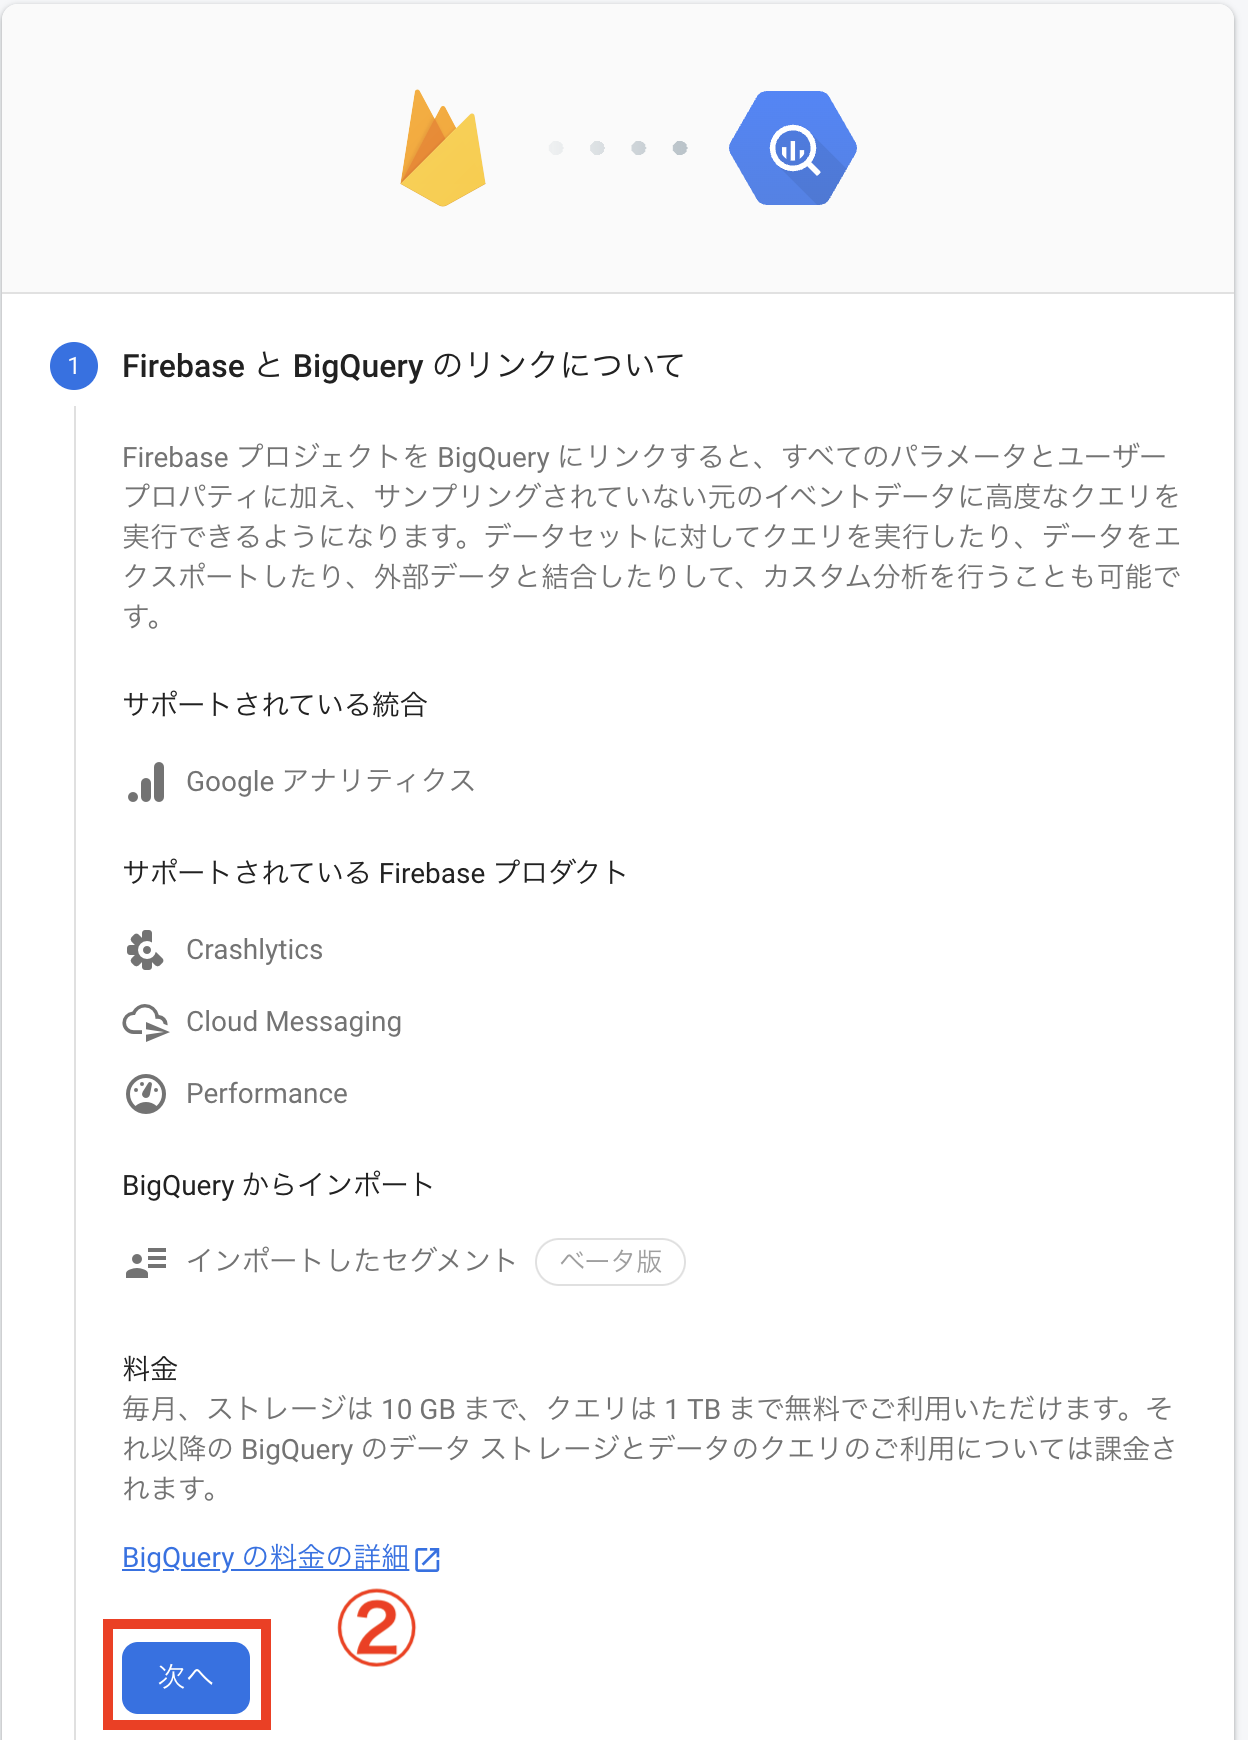 1 Firebase と BigQuery のリンクについて
Firebase プロジェクトを BigQuery にリンクすると、すべてのパラメータとユーザー
プロパティに加え、サンプリングされていない元のイベントデータに高度なクエリを
実行できるようになります。データセットに対してクエリを実行したり、データをエ
クスポートしたり、外部データと結合したりして、カスタム分析を行うことも可能で
す。
サポートされている統合
Google アナリティクス
サポートされている Firebase プロダクト
Crashlytics
Cloud Messaging
Performance
BigQuery からインポート
インポートしたセグメント ベータ版
料金
毎月、ストレージは 10 GB まで、クエリは 1 TB まで無料でご利用いただけます。そ
れ以降の BigQuery のデータ ストレージとデータのクエリのご利用については課金さ
れます。
BigQuery の料金の詳細
②
次へ